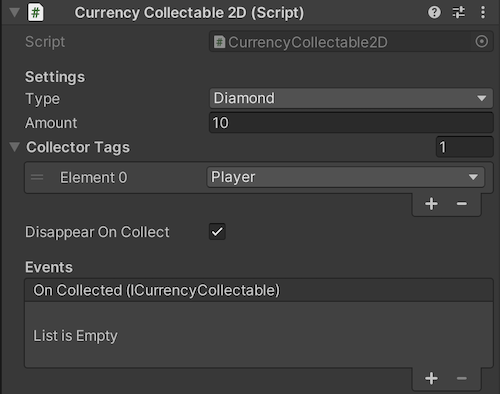 Currency Collectable 2D (Script)
Script CurrencyCollectable2D
Settings
Type Diamond
Amount 10
Collector Tags 1
Element 0 Player
Disappear On Collect
Events
On Collected (ICurrencyCollectable)
List is Empty